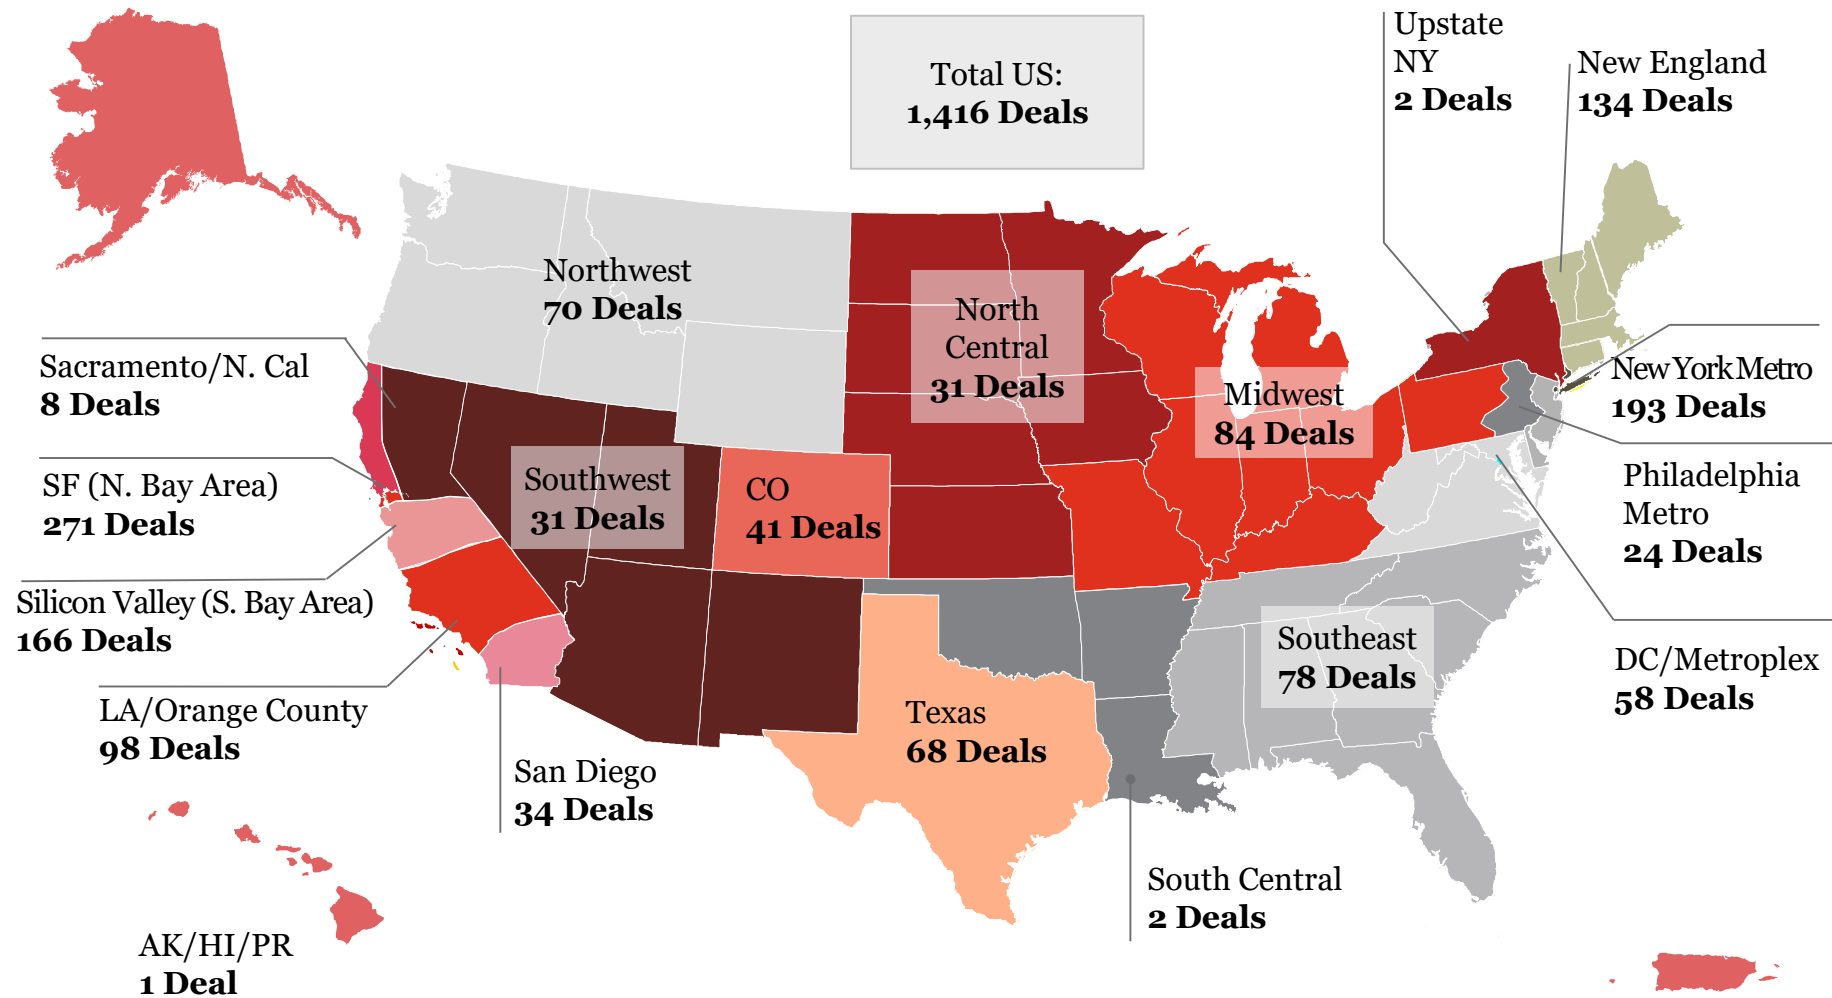 Total US:
1,416 Deals
Upstate
NY
2 Deals
New England
134 Deals
Northwest
70 Deals
North
Central
31 Deals
Sacramento/N. Cal
8 Deals
Midwest
84 Deals
New York Metro
193 Deals
SF (N. Bay Area)
271 Deals
Southwest
31 Deals
CO
41 Deals
Philadelphia
Metro
24 Deals
Silicon Valley (S. Bay Area)
166 Deals
Southeast
78 Deals
DC/Metroplex
58 Deals
LA/Orange County
98 Deals
Texas
68 Deals
San Diego
34 Deals
South Central
2 Deals
AK/HI/PR
1 Deal